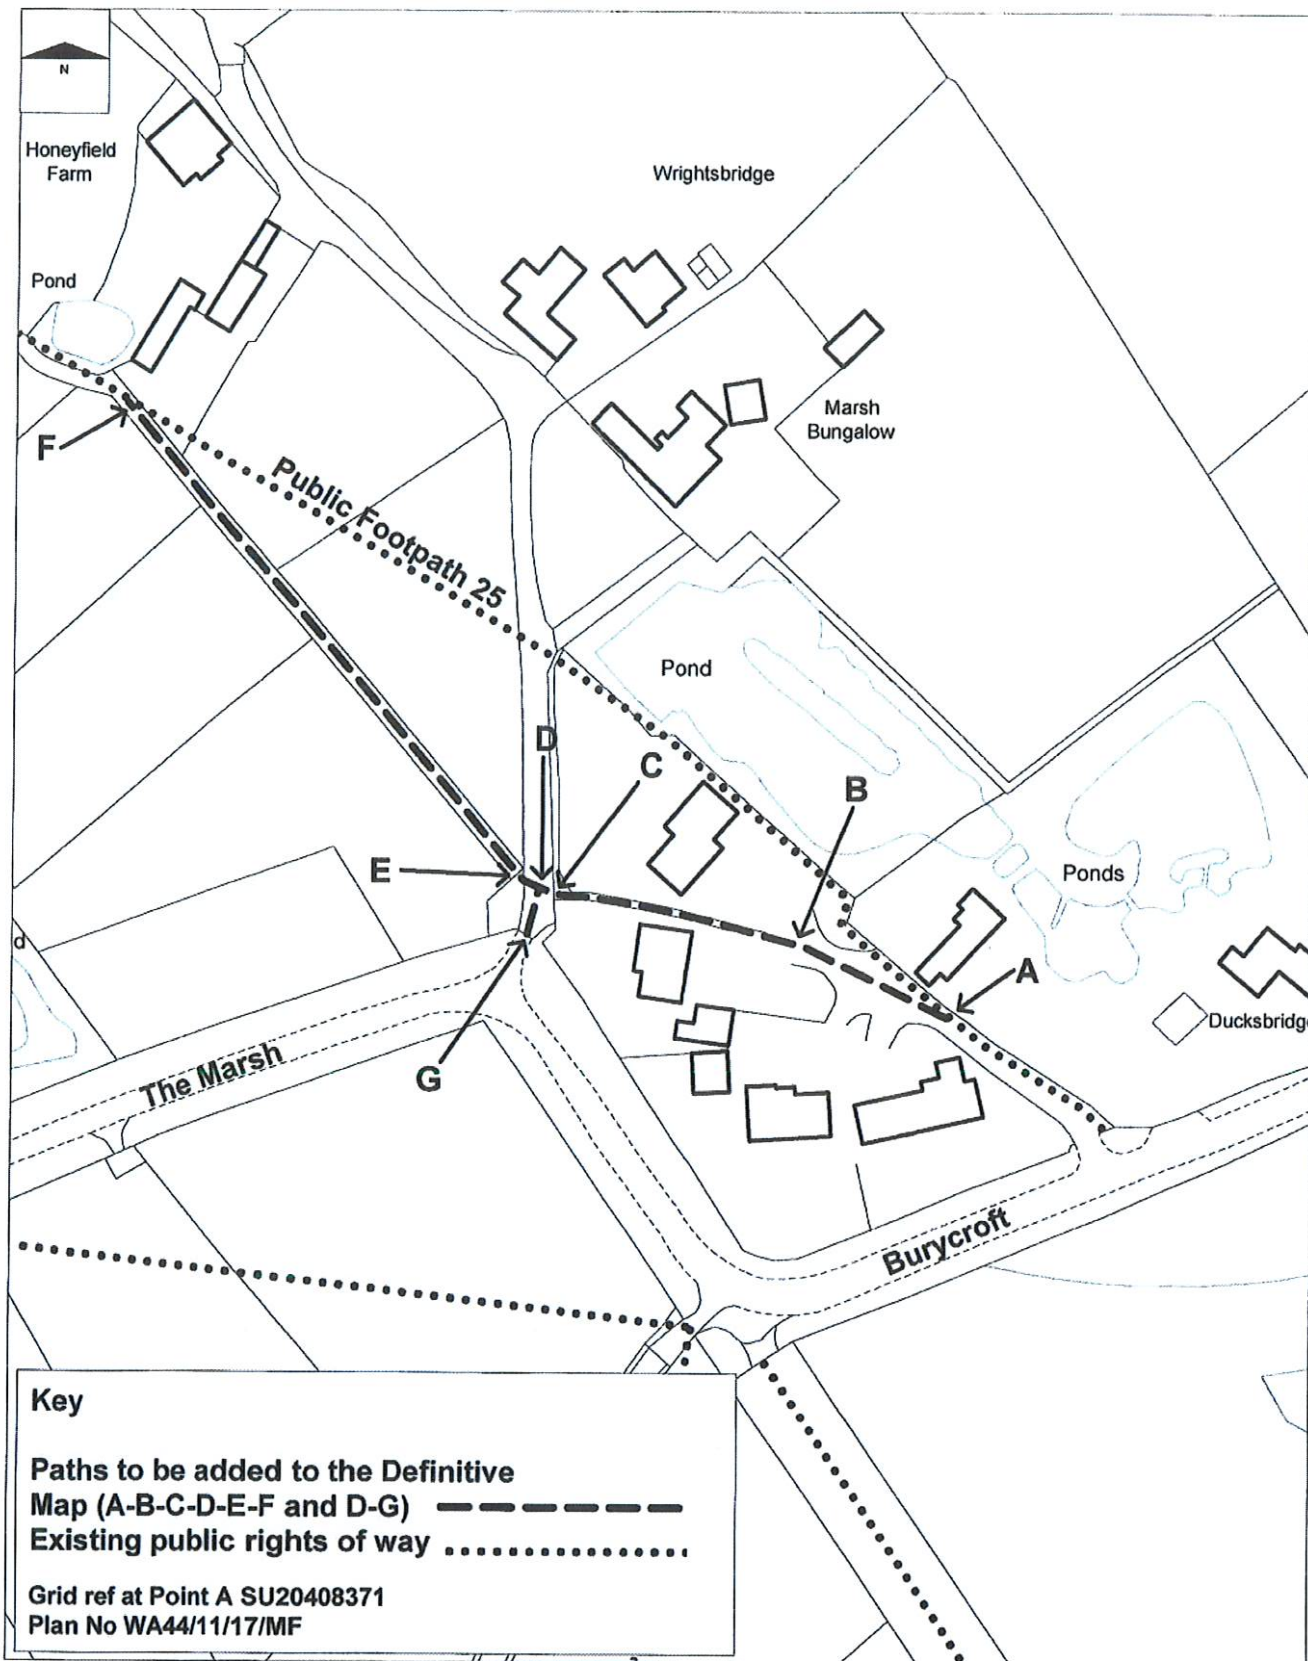 N
Honeyfield
Farm
Wrightsbridge
Pond
Marsh
Bungalow
F
Public Footpath 25
Pond
D
C
B
E
Ponds
d
A
Ducksbridge
G
The Marsh
Burycroft
Key
Paths to be added to the Definitive
Map (A-B-C-D-E-F and D-G)
Existing public rights of way
Grid ref at Point A SU20408371
Plan No WA44/11/17/MF